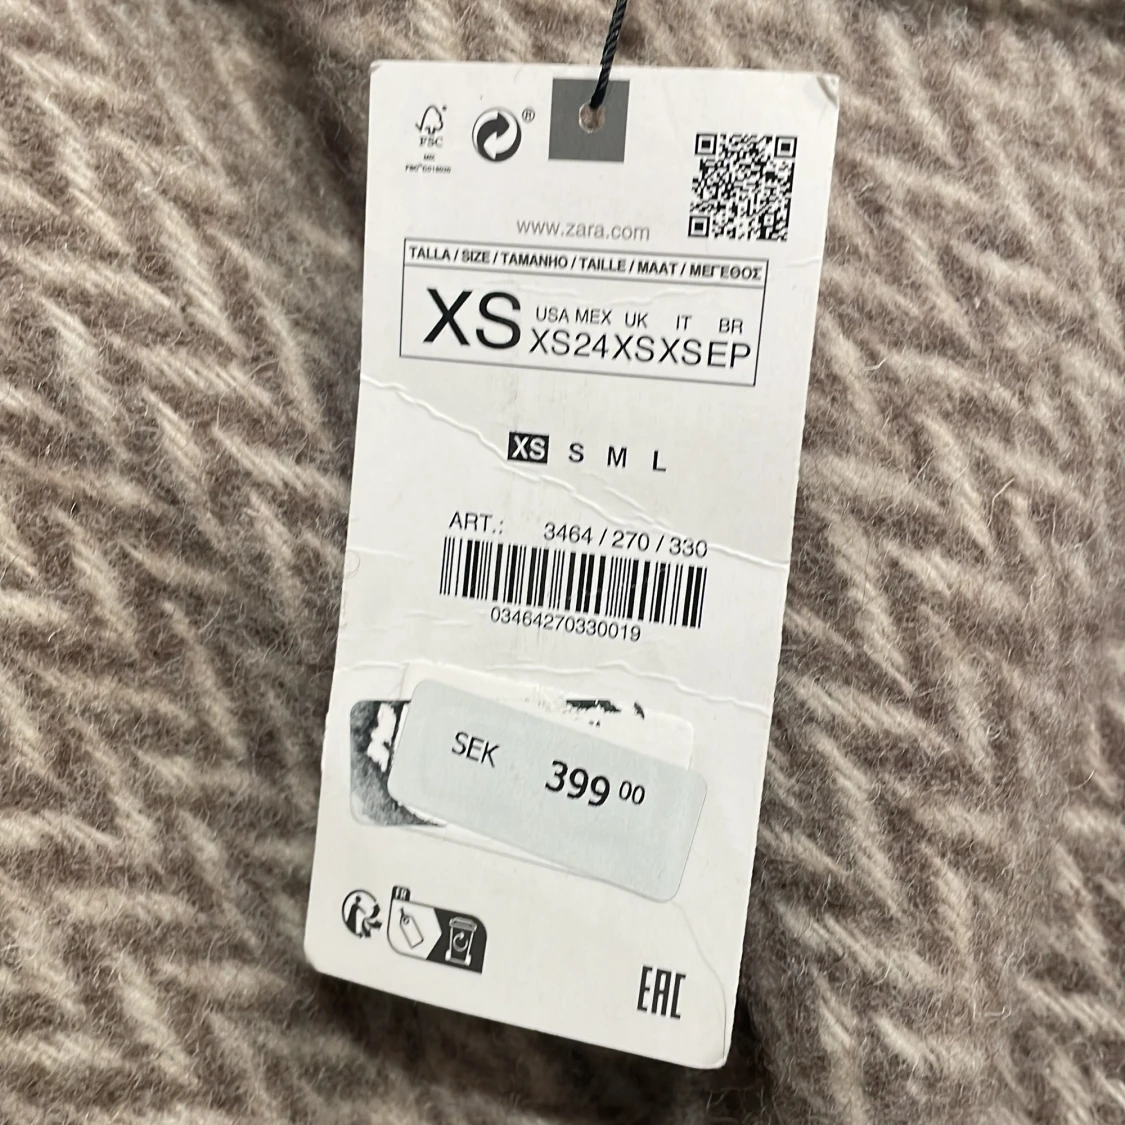 FSC
®
www.zara.com
TALLA / SIZE / TAMANHO / TAILLE / MAAT / ΜΕΓΕΘΟΣ
XS
USA MEX UK IT BR
XS 24 XS XS EP
XS S M L
ART.: 3464 / 270 / 330
03464270330019
SEK 399 00
FR
EAC